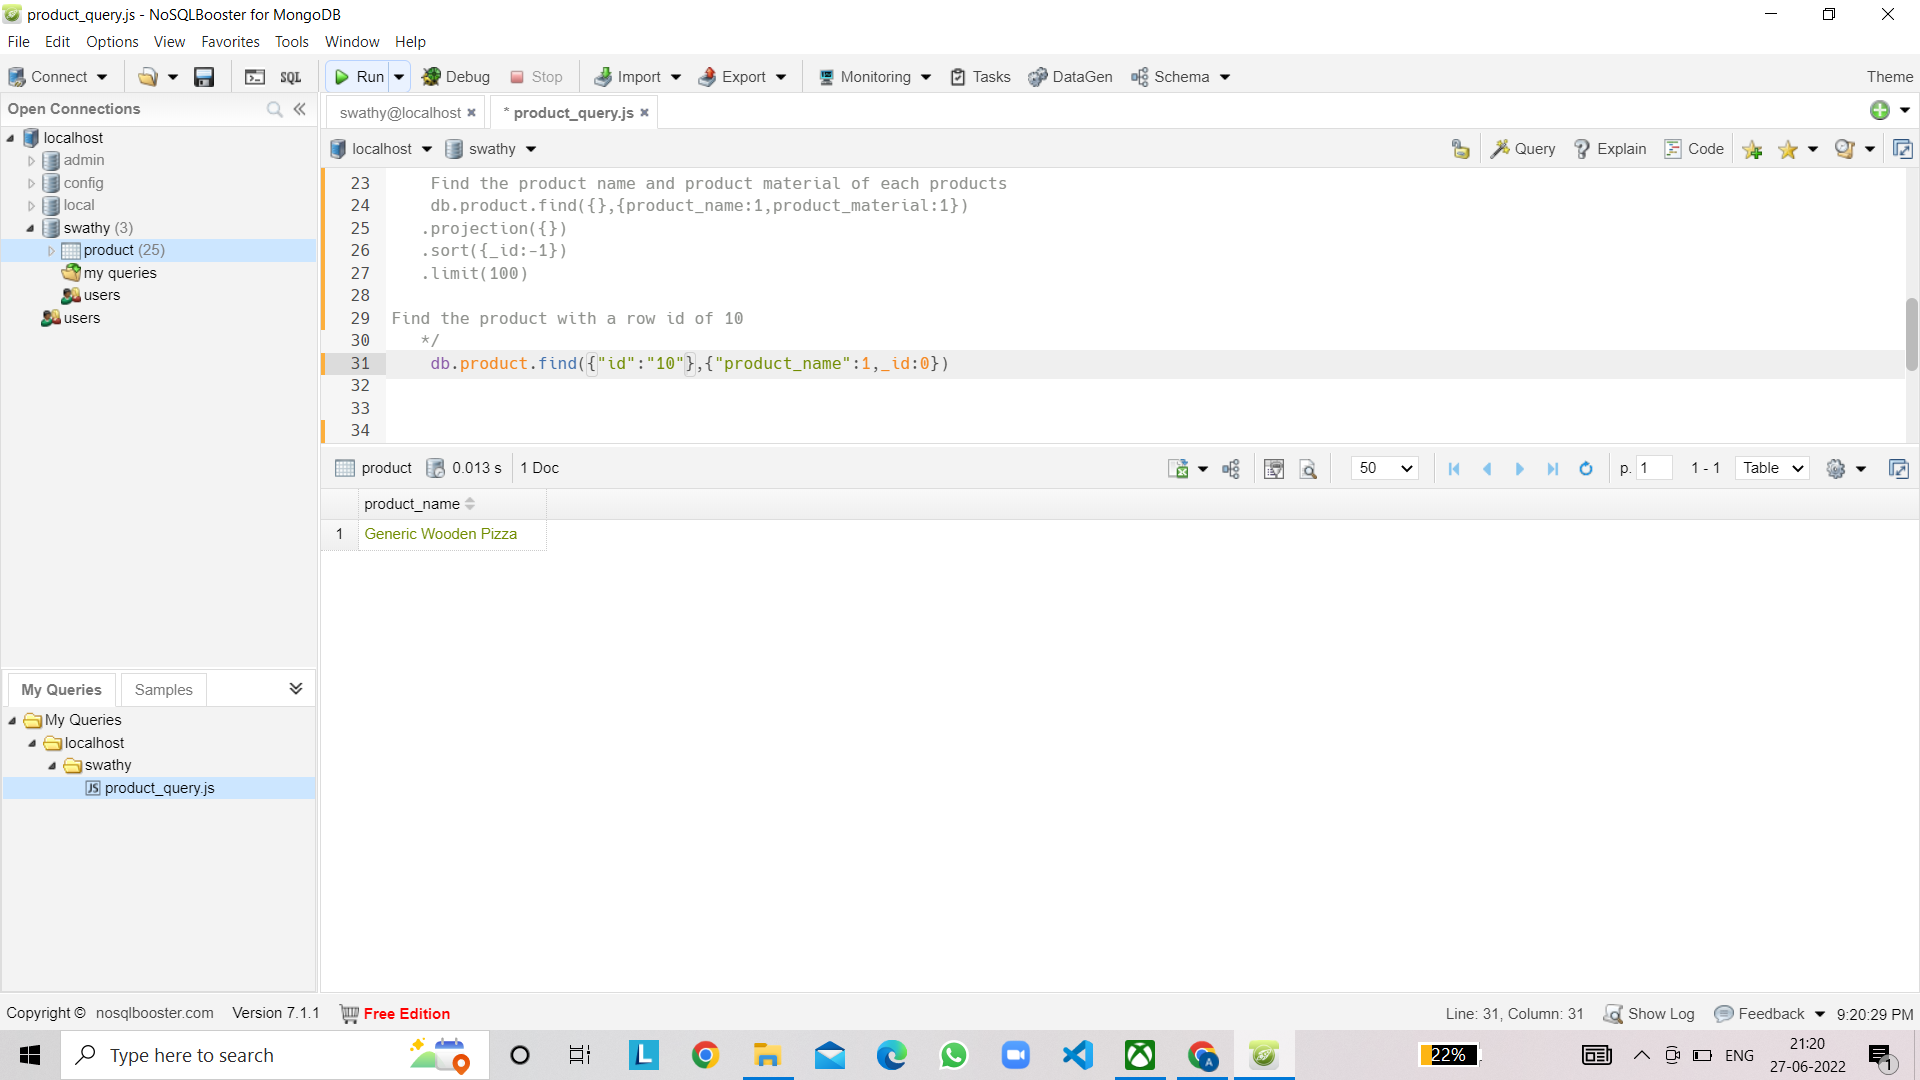 product_query.js - NoSQLBooster for MongoDB
File Edit Options View Favorites Tools Window Help
Connect SQL Run Debug Stop Import Export Monitoring Tasks DataGen Schema Theme
Open Connections
swathy@localhost * product_query.js
localhost
admin
config
local
swathy (3)
product (25)
my queries
users
users
localhost swathy Query Explain Code
23 Find the product name and product material of each products
24 db.product.find({},{product_name:1,product_material:1})
25 .projection({})
26 .sort({_id:-1})
27 .limit(100)
28
29 Find the product with a row id of 10
30 */
31 db.product.find({"id":"10"},{"product_name":1,_id:0})
32
33
34
product 0.013 s 1 Doc 50 p. 1 1 - 1 Table
product_name
1 Generic Wooden Pizza
My Queries Samples
My Queries
localhost
swathy
JS product_query.js
Copyright © nosqlbooster.com Version 7.1.1 Free Edition Line: 31, Column: 31 Show Log Feedback 9:20:29 PM
Type here to search L A 22% ENG 21:20
27-06-2022 1